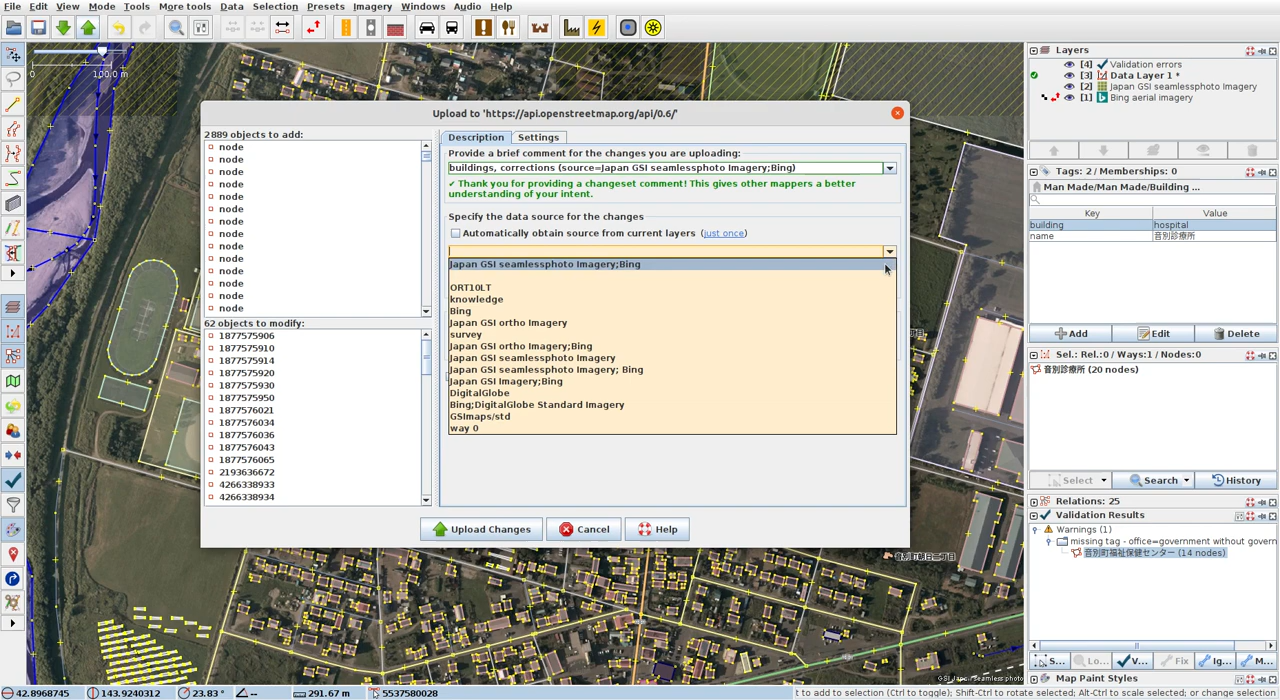 File Edit View Mode Tools More tools Data Selection Presets Imagery Windows Audio Help
0 100.0 m
Upload to 'https://api.openstreetmap.org/api/0.6/'
2889 objects to add:
node
node
node
node
node
node
node
node
node
node
node
node
node
node
62 objects to modify:
1877575906
1877575910
1877575914
1877575920
1877575930
1877575950
1877576021
1877576034
1877576036
1877576043
1877576065
2193636672
4266338933
4266338934
Description Settings
Provide a brief comment for the changes you are uploading:
buildings, corrections (source=Japan GSI seamlessphoto Imagery;Bing)
✔ Thank you for providing a changeset comment! This gives other mappers a better
understanding of your intent.
Specify the data source for the changes
Automatically obtain source from current layers (just once)
Japan GSI seamlessphoto Imagery;Bing
ORT10LT
knowledge
Bing
Japan GSI ortho Imagery
survey
Japan GSI ortho Imagery;Bing
Japan GSI seamlessphoto Imagery
Japan GSI seamlessphoto Imagery; Bing
Japan GSI Imagery;Bing
DigitalGlobe
Bing;DigitalGlobe Standard Imagery
GSImaps/std
way 0
Upload Changes Cancel Help
Layers
[4] Validation errors
[3] Data Layer 1 *
[2] Japan GSI seamlessphoto Imagery
[1] Bing aerial imagery
Tags: 2 / Memberships: 0
Man Made/Man Made/Building ...
Key Value
building hospital
name 音別診療所
Add Edit Delete
Sel.: Rel.:0 / Ways:1 / Nodes:0
音別診療所 (20 nodes)
Select Search History
Relations: 25
Validation Results
Warnings (1)
missing tag - office=government without govern
音別町福祉保健センター (14 nodes)
S... Lo... V... Fix Ig... M...
Map Paint Styles
42.8968745 143.9240312 23.83 ° -- 291.67 m 5537580028
t to add to selection (Ctrl to toggle); Shift-Ctrl to rotate selected; Alt-Ctrl to scale selected; or change selection